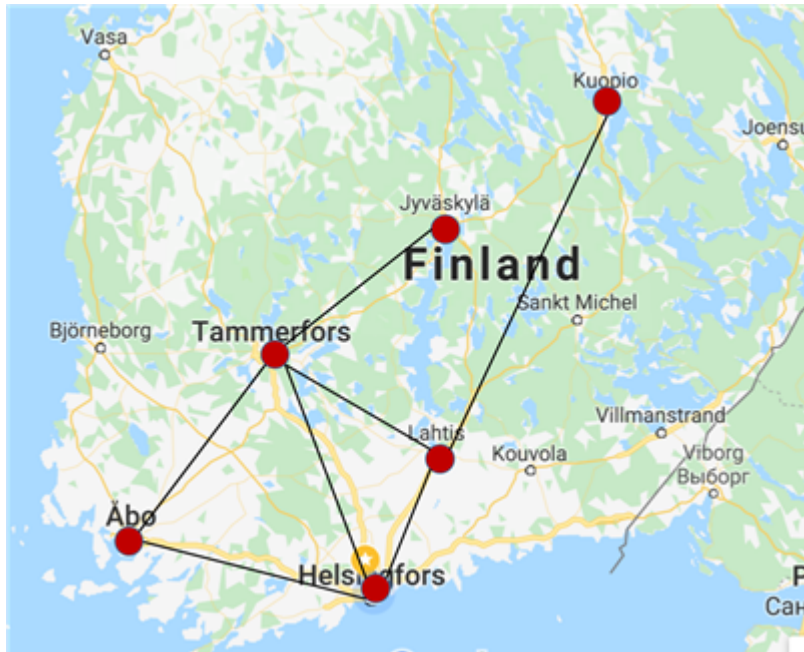 Vasa
Kuopio
Joensu
Jyväskylä
Finland
Sankt Michel
Tammerfors
Björneborg
Lahtis
Villmanstrand
Kouvola
Viborg
Выборг
Åbo
Helsingfors
P
Сан